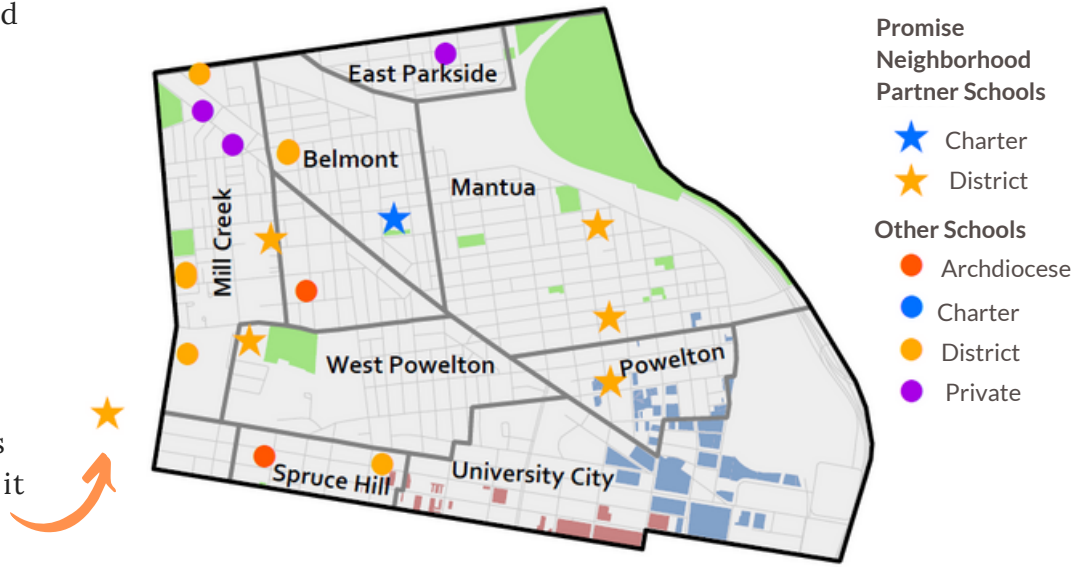 d
s
it
East Parkside
Belmont
Mantua
Mill Creek
West Powelton
Powelton
Spruce Hill
University City
Promise
Neighborhood
Partner Schools
Charter
District
Other Schools
Archdiocese
Charter
District
Private